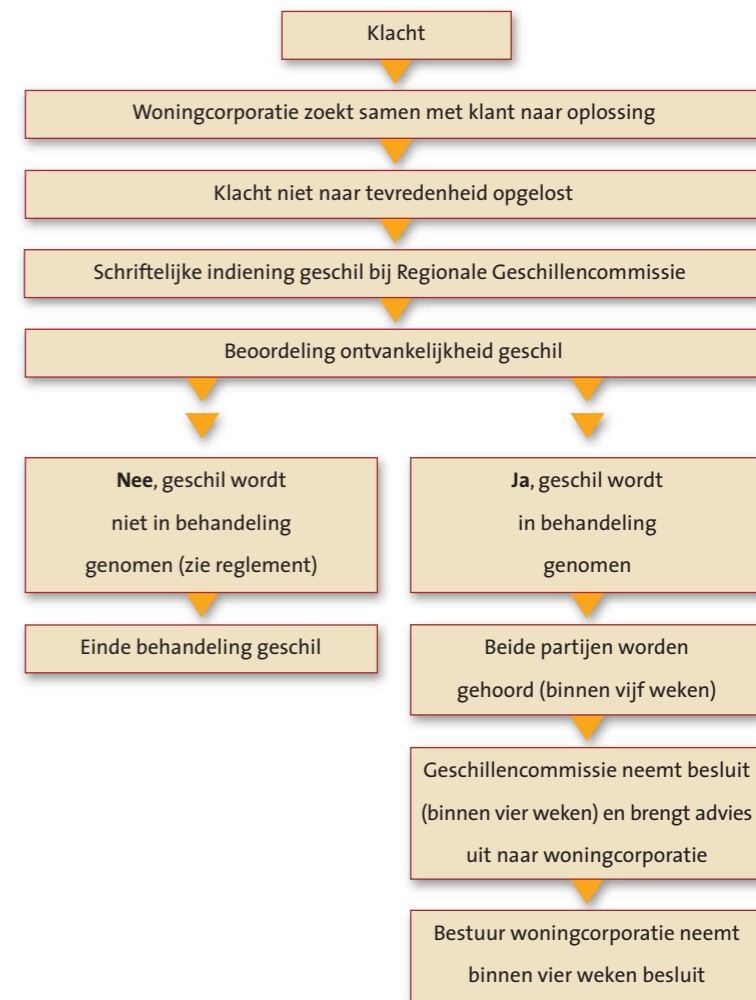 Klacht
Woningcorporatie zoekt samen met klant naar oplossing
Klacht niet naar tevredenheid opgelost
Schriftelijke indiening geschil bij Regionale Geschillencommissie
Beoordeling ontvankelijkheid geschil
Nee, geschil wordt
niet in behandeling
genomen (zie reglement)
Einde behandeling geschil
Ja, geschil wordt
in behandeling
genomen
Beide partijen worden
gehoord (binnen vijf weken)
Geschillencommissie neemt besluit
(binnen vier weken) en brengt advies
uit naar woningcorporatie
Bestuur woningcorporatie neemt
binnen vier weken besluit